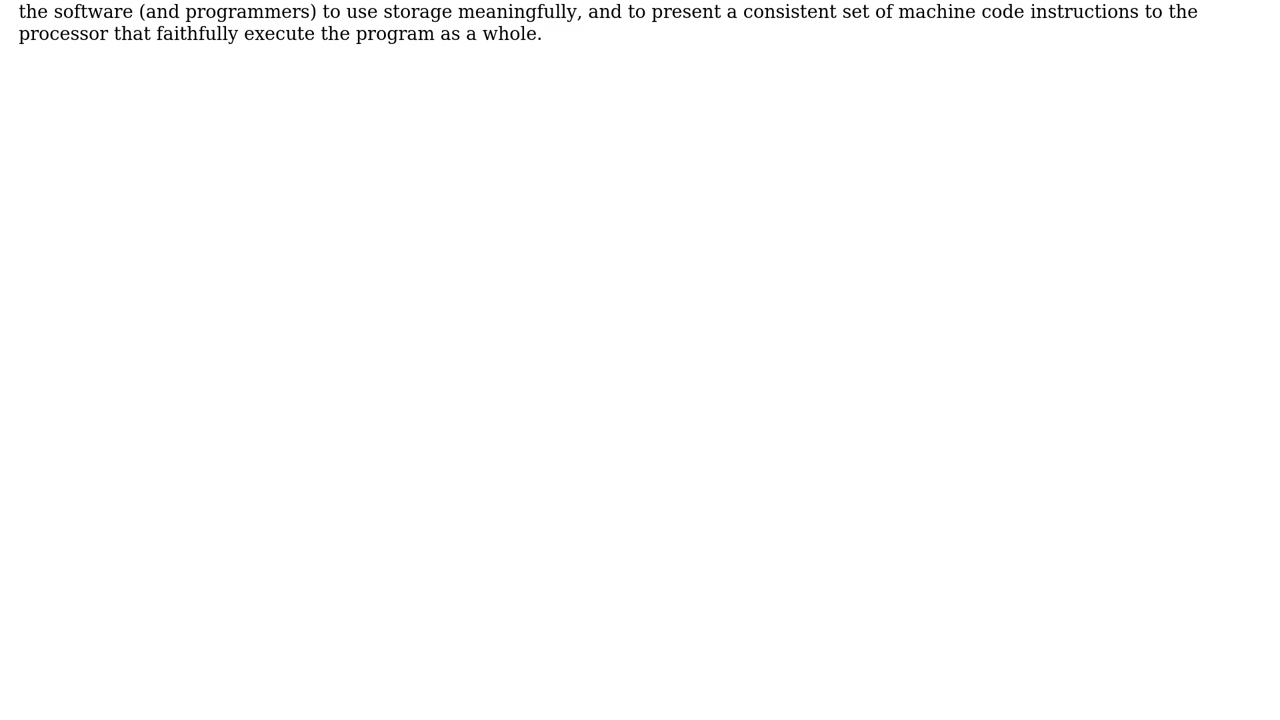 the software (and programmers) to use storage meaningfully, and to present a consistent set of machine code instructions to the
processor that faithfully execute the program as a whole.